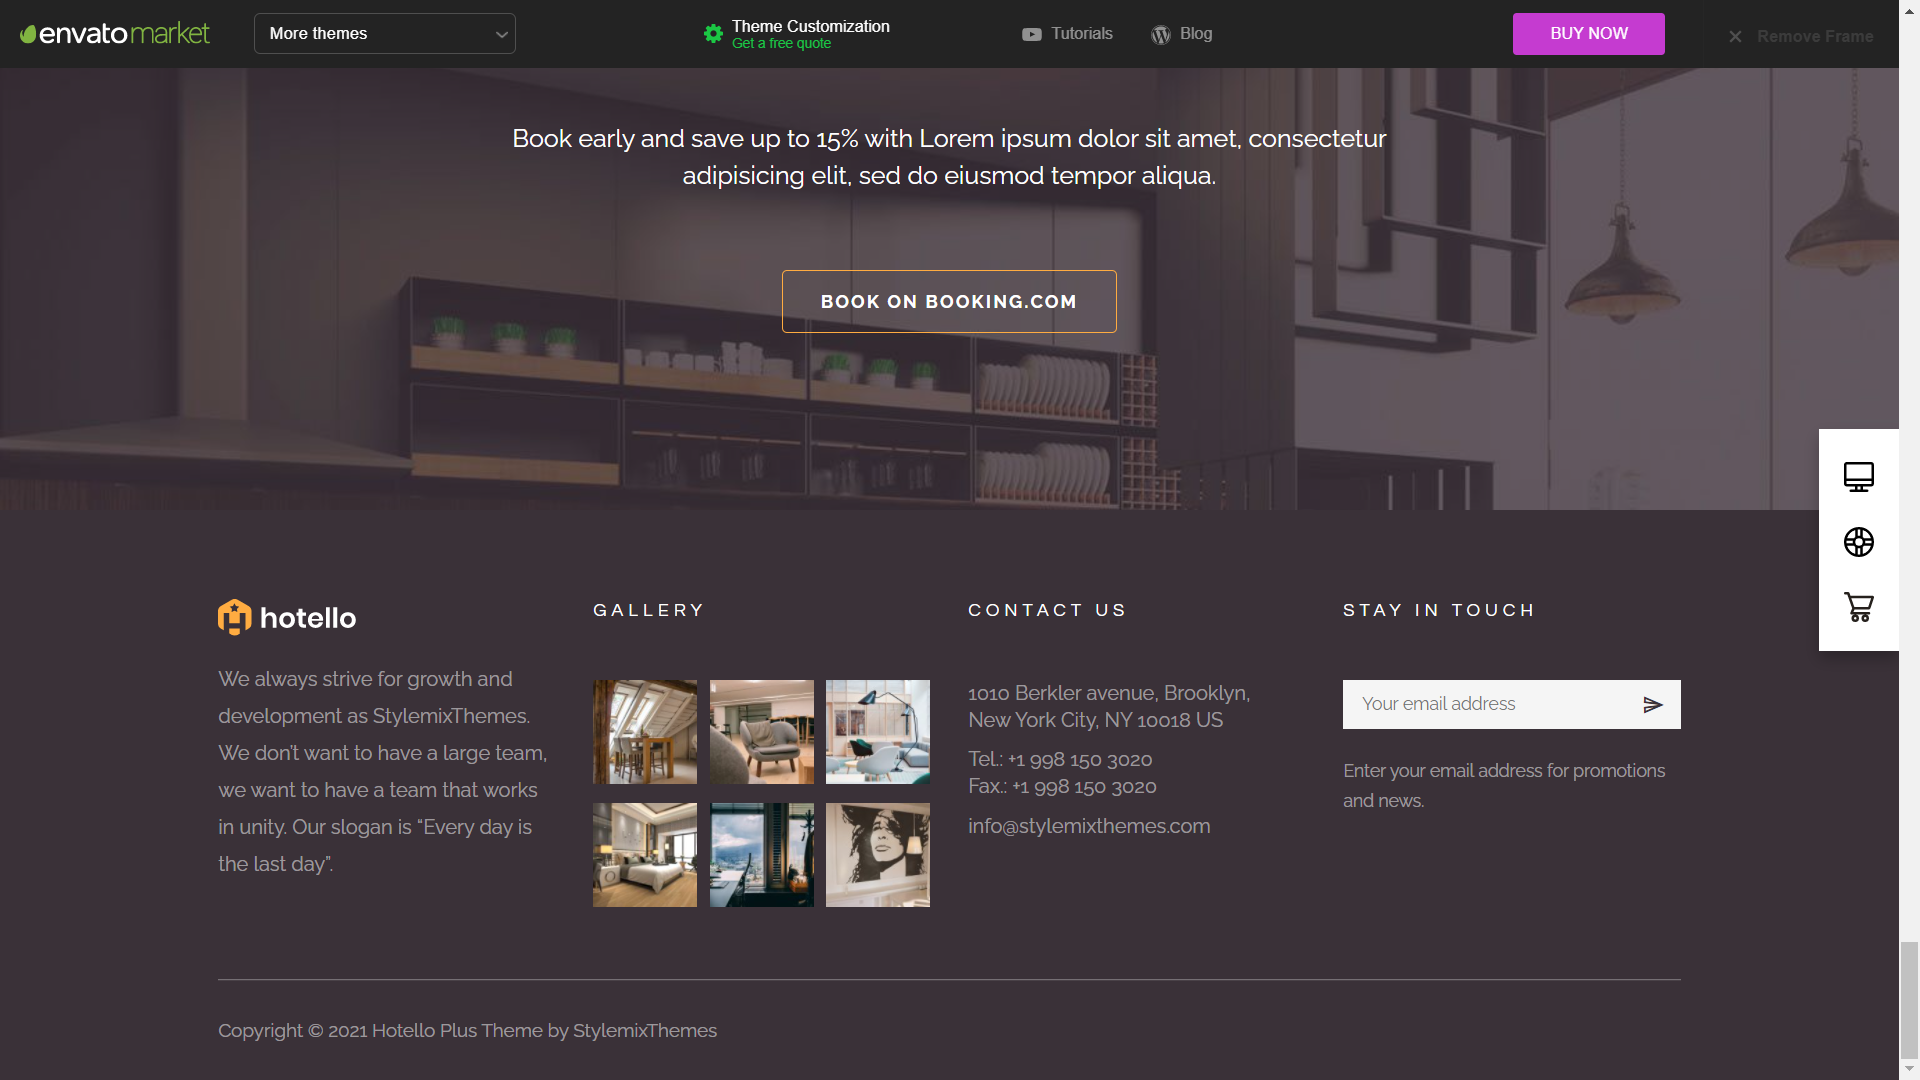 envato market
More themes
Theme Customization
Get a free quote
Tutorials
Blog
BUY NOW
Remove Frame
Book early and save up to 15% with Lorem ipsum dolor sit amet, consectetur
adipisicing elit, sed do eiusmod tempor aliqua.
BOOK ON BOOKING.COM
hotello
We always strive for growth and
development as StylemixThemes.
We don’t want to have a large team,
we want to have a team that works
in unity. Our slogan is “Every day is
the last day”.
GALLERY
CONTACT US
1010 Berkler avenue, Brooklyn,
New York City, NY 10018 US
Tel.: +1 998 150 3020
Fax.: +1 998 150 3020
info@stylemixthemes.com
STAY IN TOUCH
Your email address
Enter your email address for promotions
and news.
Copyright © 2021 Hotello Plus Theme by StylemixThemes